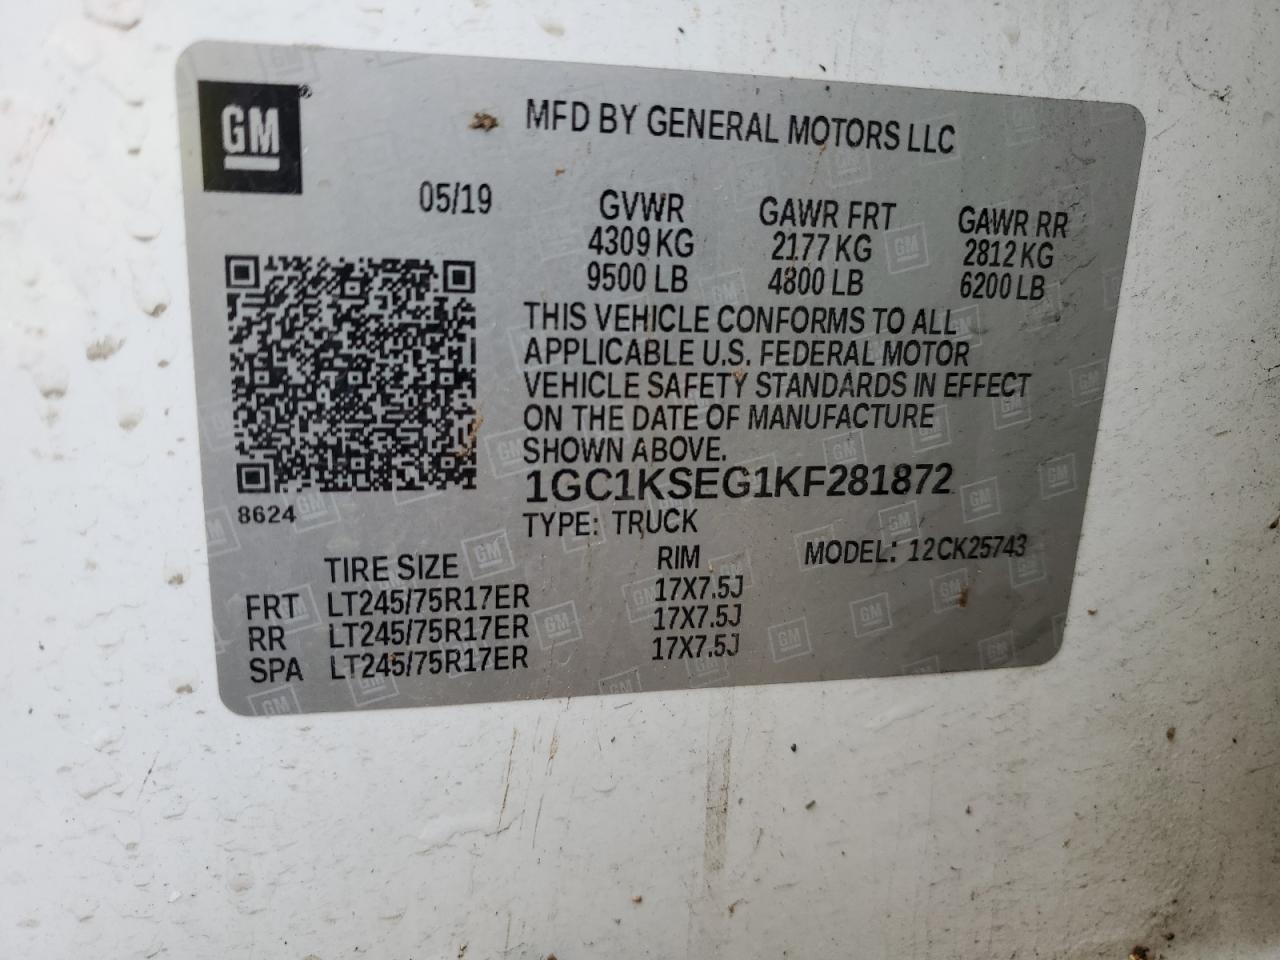 GM
MFD BY GENERAL MOTORS LLC
05/19 GVWR GAWR FRT GAWR RR
4309 KG 2177 KG 2812 KG
9500 LB 4800 LB 6200 LB
THIS VEHICLE CONFORMS TO ALL
APPLICABLE U.S. FEDERAL MOTOR
VEHICLE SAFETY STANDARDS IN EFFECT
ON THE DATE OF MANUFACTURE
SHOWN ABOVE.
1GC1KSEG1KF281872
8624
TYPE: TRUCK
MODEL: 12CK25743
TIRE SIZE RIM
FRT LT245/75R17ER 17X7.5J
RR LT245/75R17ER 17X7.5J
SPA LT245/75R17ER 17X7.5J